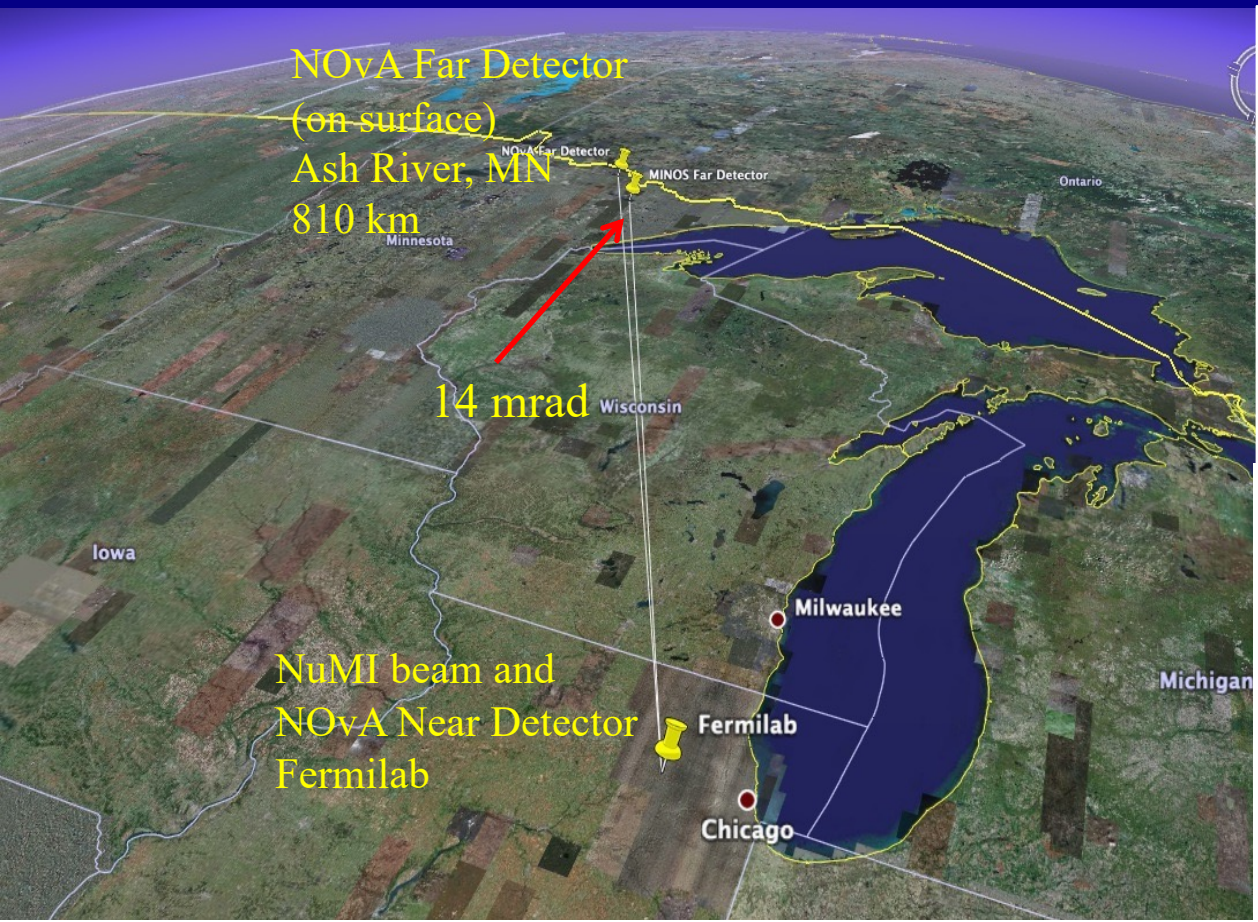 NOvA Far Detector
(on surface)
Ash River, MN
810 km
NOvA Far Detector
MINOS Far Detector
Ontario
Minnesota
14 mrad
Wisconsin
Iowa
Milwaukee
NuMI beam and
NOvA Near Detector
Fermilab
Michigan
Fermilab
Chicago